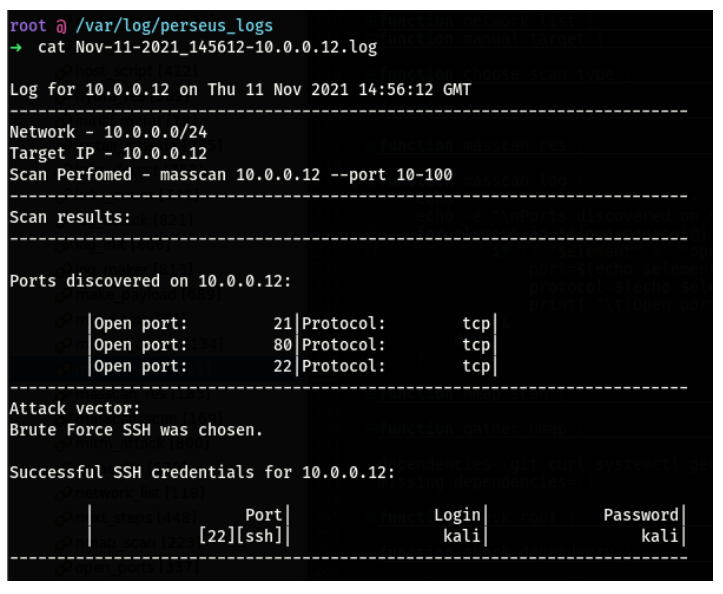 root @ /var/log/perseus_logs
→ cat Nov-11-2021_145612-10.0.0.12.log
Log for 10.0.0.12 on Thu 11 Nov 2021 14:56:12 GMT
----------------------------------------------------------------
Network - 10.0.0.0/24
Target IP - 10.0.0.12
Scan Perfomed - masscan 10.0.0.12 --port 10-100
----------------------------------------------------------------
Scan results:
----------------------------------------------------------------
Ports discovered on 10.0.0.12:
|Open port: 21|Protocol: tcp|
|Open port: 80|Protocol: tcp|
|Open port: 22|Protocol: tcp|
----------------------------------------------------------------
Attack vector:
Brute Force SSH was chosen.
Successful SSH credentials for 10.0.0.12:
| Port| Login| Password|
| [22][ssh]| kali| kali|
----------------------------------------------------------------